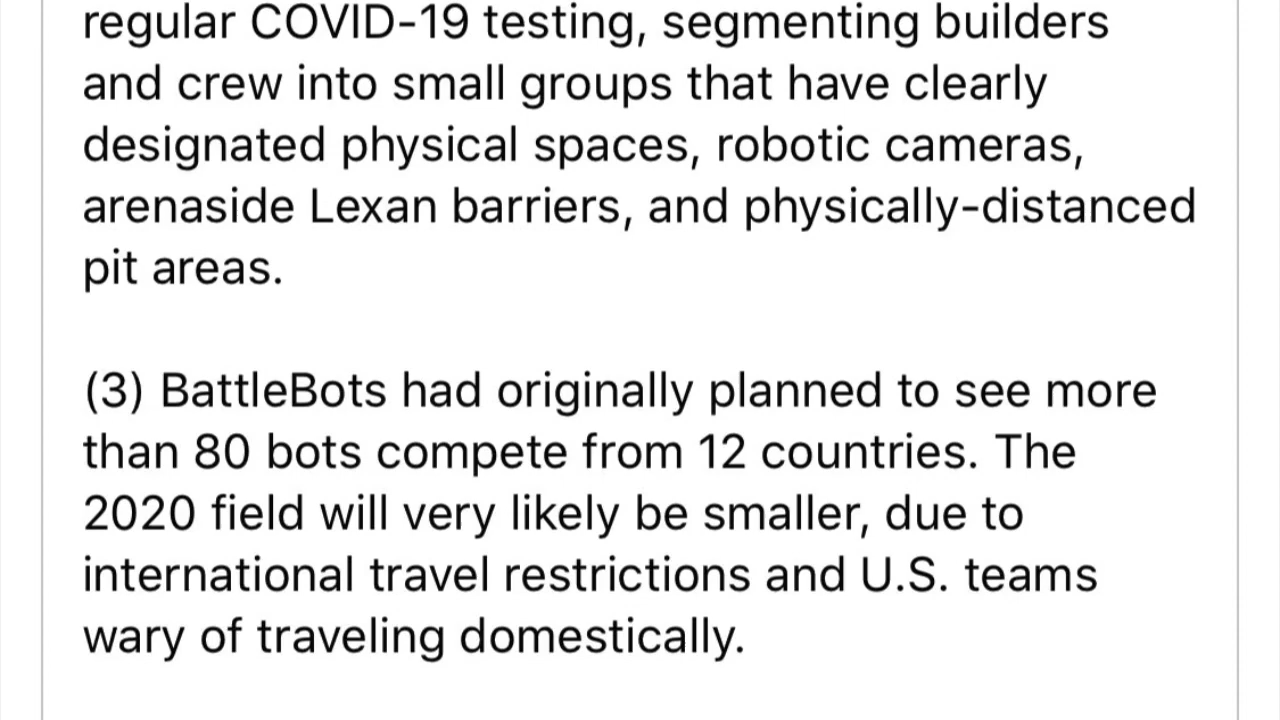 regular COVID-19 testing, segmenting builders
and crew into small groups that have clearly
designated physical spaces, robotic cameras,
arenaside Lexan barriers, and physically-distanced
pit areas.
(3) BattleBots had originally planned to see more
than 80 bots compete from 12 countries. The
2020 field will very likely be smaller, due to
international travel restrictions and U.S. teams
wary of traveling domestically.